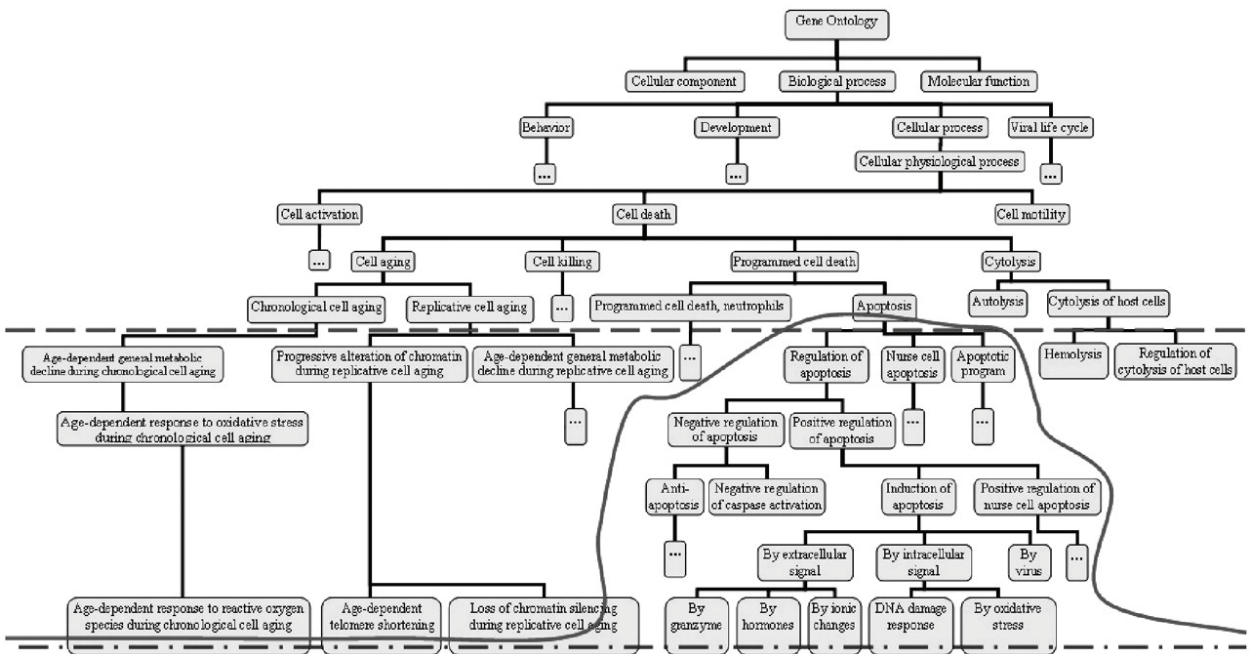 Gene Ontology
Cellular component
Biological process
Molecular function
Behavior
Development
Cellular process
Viral life cycle
...
...
Cellular physiological process
...
Cell activation
Cell death
Cell motility
...
Cell aging
Cell killing
Programmed cell death
Cytolysis
Chronological cell aging
Replicative cell aging
...
Programmed cell death, neutrophils
Apoptosis
Autolysis
Cytolysis of host cells
Age-dependent general metabolic
decline during chronological cell aging
Progressive alteration of chromatin
during replicative cell aging
Age-dependent general metabolic
decline during replicative cell aging
...
Regulation of
apoptosis
Nurse cell
apoptosis
Apoptotic
program
Hemolysis
Regulation of
cytolysis of host cells
Age-dependent response to oxidative stress
during chronological cell aging
...
Negative regulation
of apoptosis
Positive regulation
of apoptosis
...
...
Anti-
apoptosis
Negative regulation
of caspase activation
Induction of
apoptosis
Positive regulation of
nurse cell apoptosis
...
By extracellular
signal
By intracellular
signal
By
virus
...
Age-dependent response to reactive oxygen
species during chronological cell aging
Age-dependent
telomere shortening
Loss of chromatin silencing
during replicative cell aging
By
granzyme
By
hormones
By ionic
changes
DNA damage
response
By oxidative
stress